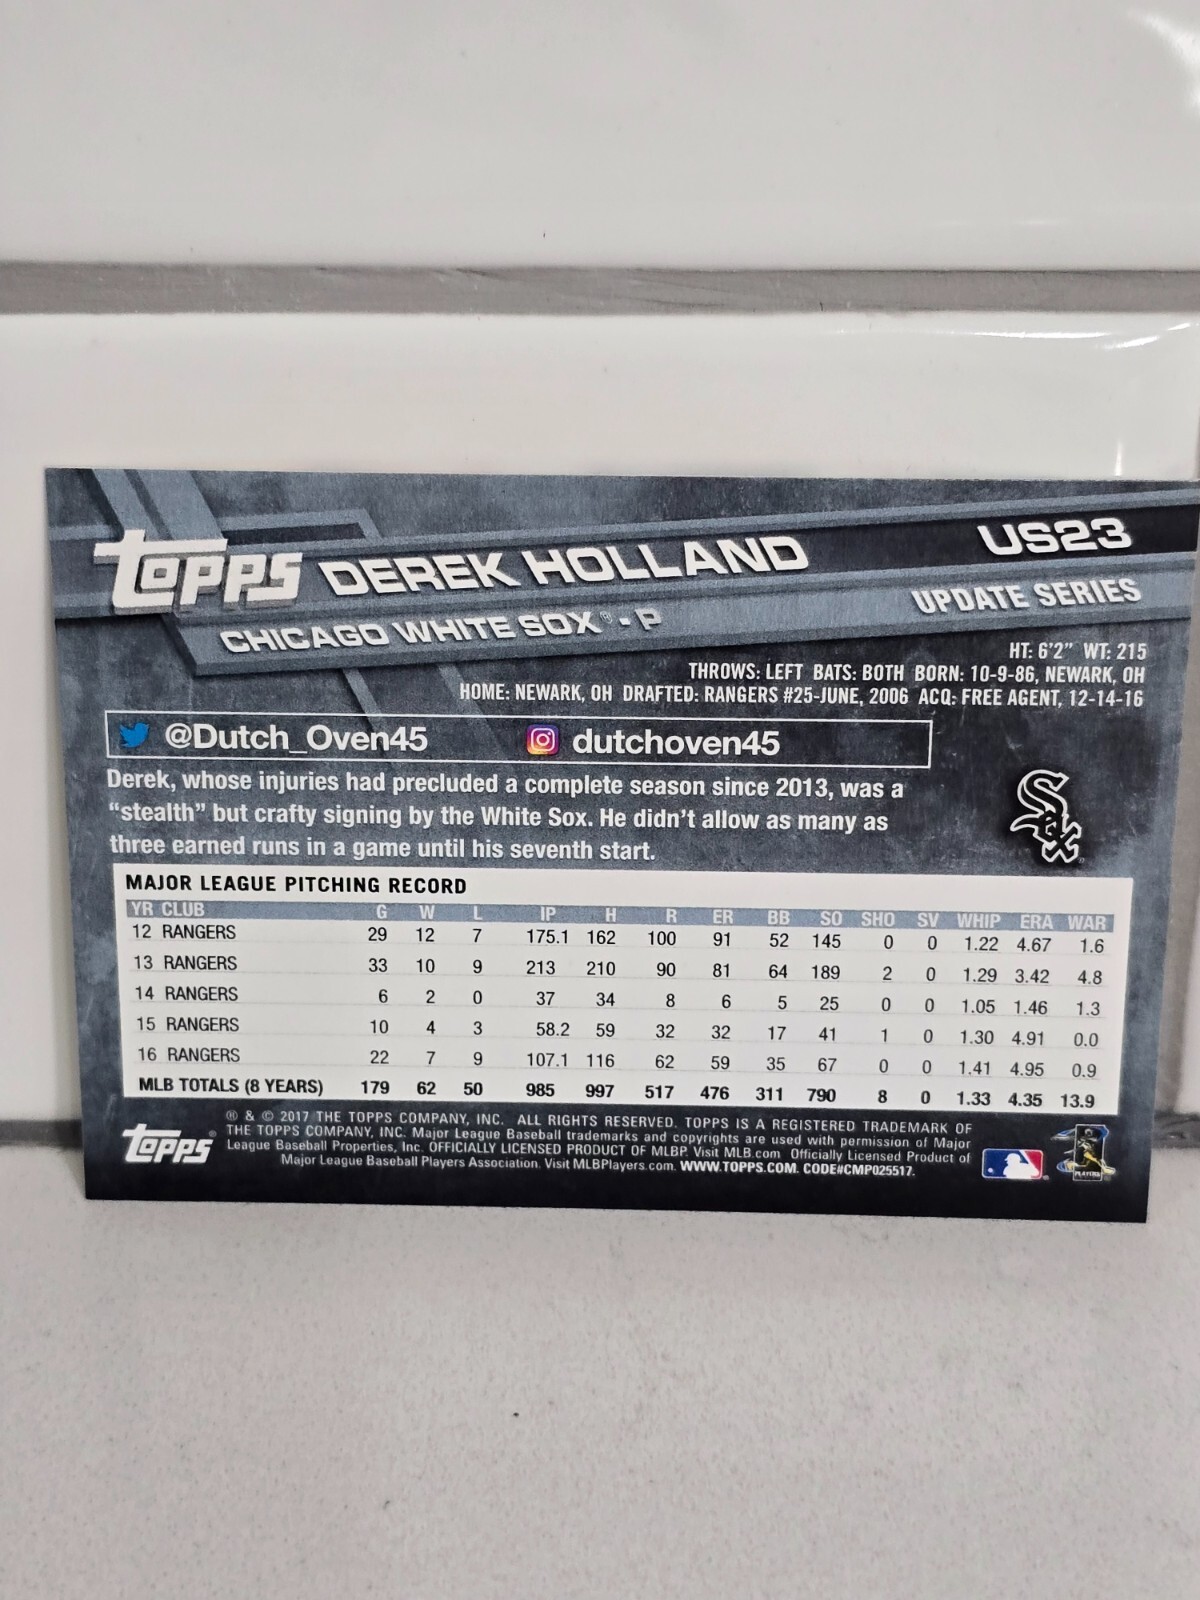 TOPPS DEREK HOLLAND US23
CHICAGO WHITE SOX® • P UPDATE SERIES
HT: 6'2" WT: 215
THROWS: LEFT BATS: BOTH BORN: 10-9-86, NEWARK, OH
HOME: NEWARK, OH DRAFTED: RANGERS #25-JUNE, 2006 ACQ: FREE AGENT, 12-14-16
@Dutch_Oven45 dutchoven45
Derek, whose injuries had precluded a complete season since 2013, was a
"stealth" but crafty signing by the White Sox. He didn't allow as many as
three earned runs in a game until his seventh start.
SOX
MAJOR LEAGUE PITCHING RECORD
YR CLUB G W L IP H R ER BB SO SHO SV WHIP ERA WAR
12 RANGERS 29 12 7 175.1 162 100 91 52 145 0 0 1.22 4.67 1.6
13 RANGERS 33 10 9 213 210 90 81 64 189 2 0 1.29 3.42 4.8
14 RANGERS 6 2 0 37 34 8 6 5 25 0 0 1.05 1.46 1.3
15 RANGERS 10 4 3 58.2 59 32 32 17 41 1 0 1.30 4.91 0.0
16 RANGERS 22 7 9 107.1 116 62 59 35 67 0 0 1.41 4.95 0.9
MLB TOTALS (8 YEARS) 179 62 50 985 997 517 476 311 790 8 0 1.33 4.35 13.9
® & © 2017 THE TOPPS COMPANY, INC. ALL RIGHTS RESERVED. TOPPS IS A REGISTERED TRADEMARK OF
THE TOPPS COMPANY, INC. Major League Baseball trademarks and copyrights are used with permission of Major
League Baseball Properties, Inc. OFFICIALLY LICENSED PRODUCT OF MLBP. Visit MLB.com Officially Licensed Product of
Major League Baseball Players Association. Visit MLBPlayers.com. WWW.TOPPS.COM. CODE#CMP025517.
TOPPS®
PLAYERS